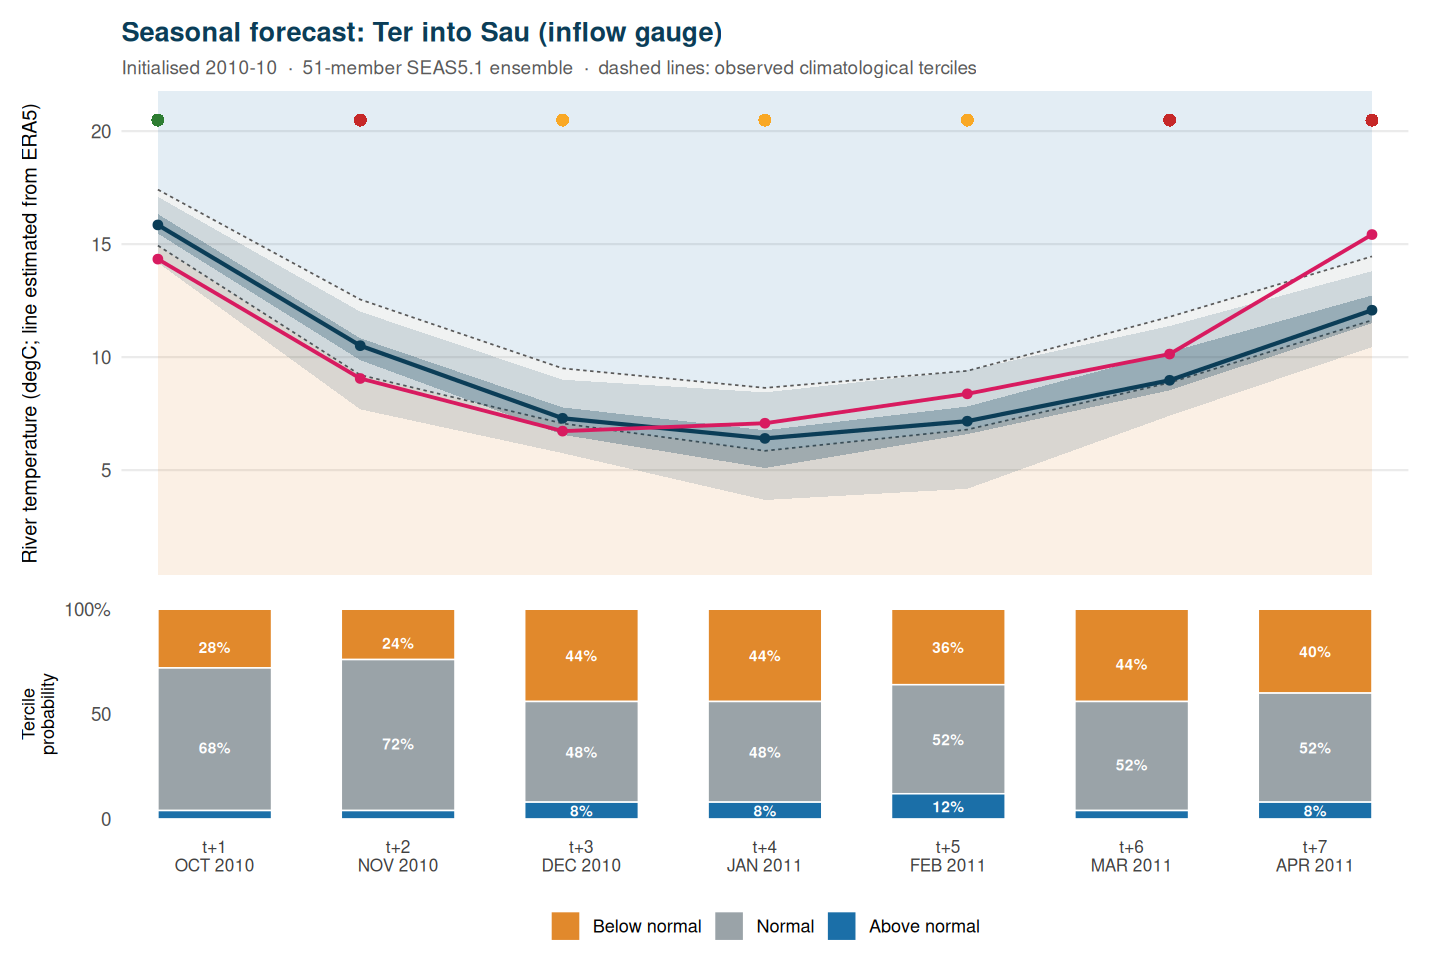 Seasonal forecast: Ter into Sau (inflow gauge)
Initialised 2010-10 · 51-member SEAS5.1 ensemble · dashed lines: observed climatological terciles
River temperature (degC; line estimated from ERA5)
20
15
10
5
Tercile
probability
100%
50
0
28% 24% 44% 44% 36% 44% 40%
68% 72% 48% 48% 52% 52% 52%
8% 8% 12% 8%
t+1 t+2 t+3 t+4 t+5 t+6 t+7
OCT 2010 NOV 2010 DEC 2010 JAN 2011 FEB 2011 MAR 2011 APR 2011
Below normal Normal Above normal